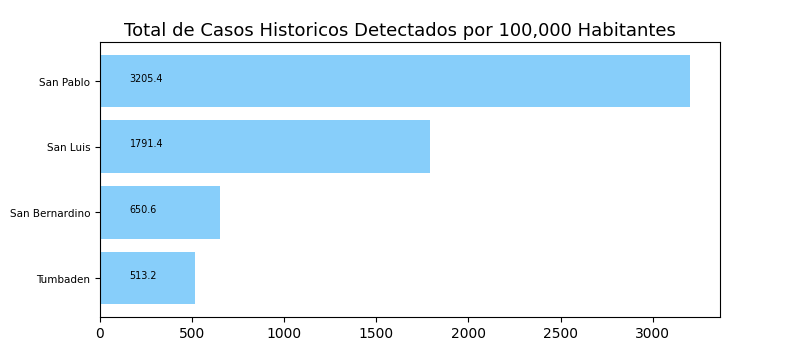 Total de Casos Historicos Detectados por 100,000 Habitantes
San Pablo 3205.4
San Luis 1791.4
San Bernardino 650.6
Tumbaden 513.2
0 500 1000 1500 2000 2500 3000